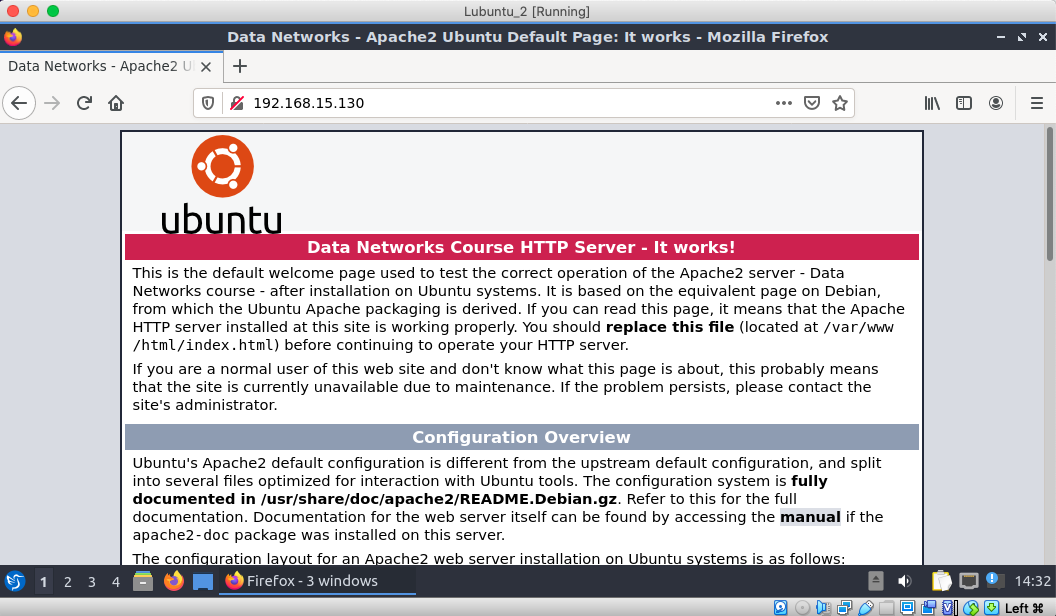 Lubuntu_2 [Running]
Data Networks - Apache2 Ubuntu Default Page: It works - Mozilla Firefox
Data Networks - Apache2 U
192.168.15.130
ubuntu
Data Networks Course HTTP Server - It works!
This is the default welcome page used to test the correct operation of the Apache2 server - Data
Networks course - after installation on Ubuntu systems. It is based on the equivalent page on Debian,
from which the Ubuntu Apache packaging is derived. If you can read this page, it means that the Apache
HTTP server installed at this site is working properly. You should replace this file (located at /var/www
/html/index.html) before continuing to operate your HTTP server.
If you are a normal user of this web site and don't know what this page is about, this probably means
that the site is currently unavailable due to maintenance. If the problem persists, please contact the
site's administrator.
Configuration Overview
Ubuntu's Apache2 default configuration is different from the upstream default configuration, and split
into several files optimized for interaction with Ubuntu tools. The configuration system is fully
documented in /usr/share/doc/apache2/README.Debian.gz. Refer to this for the full
documentation. Documentation for the web server itself can be found by accessing the manual if the
apache2-doc package was installed on this server.
The configuration layout for an Apache2 web server installation on Ubuntu systems is as follows:
1 2 3 4 Firefox - 3 windows 14:32
Left ⌘